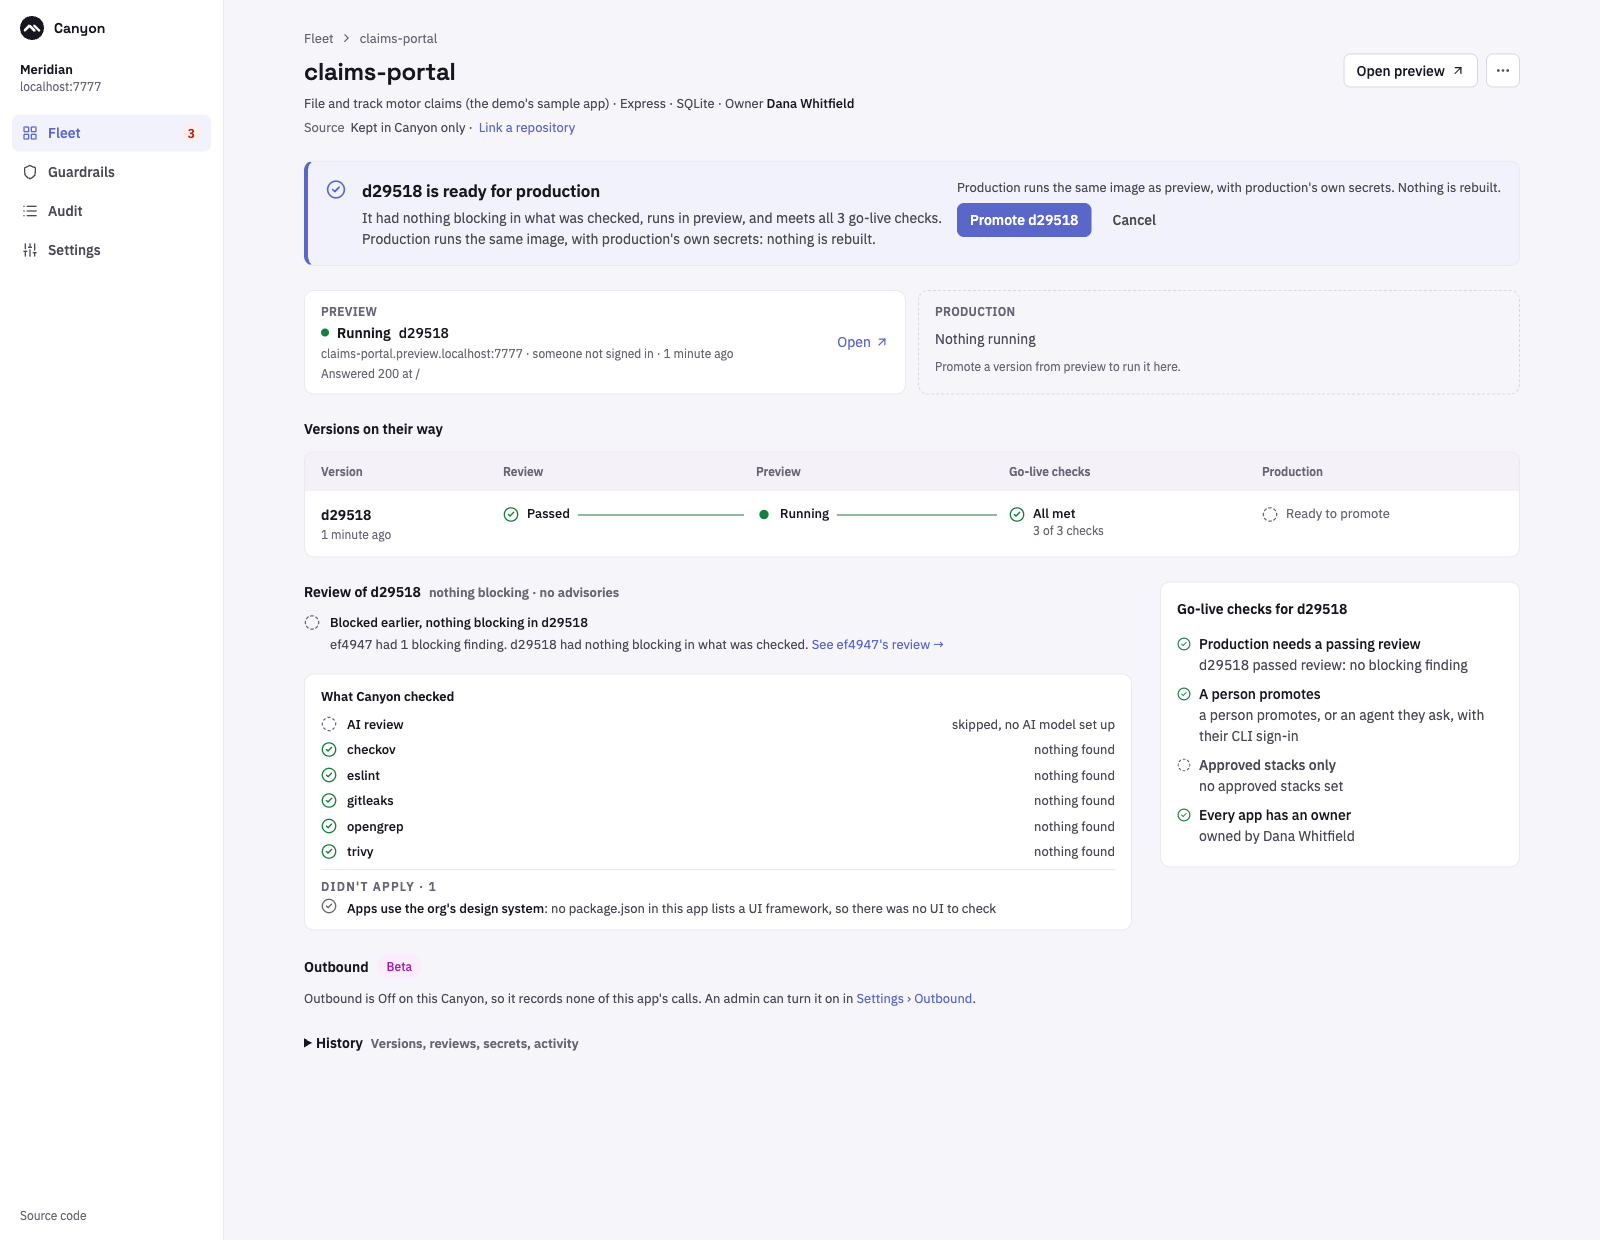 Canyon
Meridian
localhost:7777
Fleet 3
Guardrails
Audit
Settings
Source code
Fleet > claims-portal
claims-portal
Open preview ↗ ...
File and track motor claims (the demo's sample app) · Express · SQLite · Owner Dana Whitfield
Source Kept in Canyon only · Link a repository
d29518 is ready for production
It had nothing blocking in what was checked, runs in preview, and meets all 3 go-live checks.
Production runs the same image, with production's own secrets: nothing is rebuilt.
Production runs the same image as preview, with production's own secrets. Nothing is rebuilt.
Promote d29518 Cancel
PREVIEW
Running d29518
claims-portal.preview.localhost:7777 · someone not signed in · 1 minute ago
Answered 200 at /
Open ↗
PRODUCTION
Nothing running
Promote a version from preview to run it here.
Versions on their way
Version Review Preview Go-live checks Production
d29518 Passed Running All met Ready to promote
1 minute ago 3 of 3 checks
Review of d29518 nothing blocking · no advisories
Blocked earlier, nothing blocking in d29518
ef4947 had 1 blocking finding. d29518 had nothing blocking in what was checked. See ef4947's review →
What Canyon checked
AI review skipped, no AI model set up
checkov nothing found
eslint nothing found
gitleaks nothing found
opengrep nothing found
trivy nothing found
DIDN'T APPLY · 1
Apps use the org's design system: no package.json in this app lists a UI framework, so there was no UI to check
Go-live checks for d29518
Production needs a passing review
d29518 passed review: no blocking finding
A person promotes
a person promotes, or an agent they ask, with
their CLI sign-in
Approved stacks only
no approved stacks set
Every app has an owner
owned by Dana Whitfield
Outbound Beta
Outbound is Off on this Canyon, so it records none of this app's calls. An admin can turn it on in Settings › Outbound.
History Versions, reviews, secrets, activity